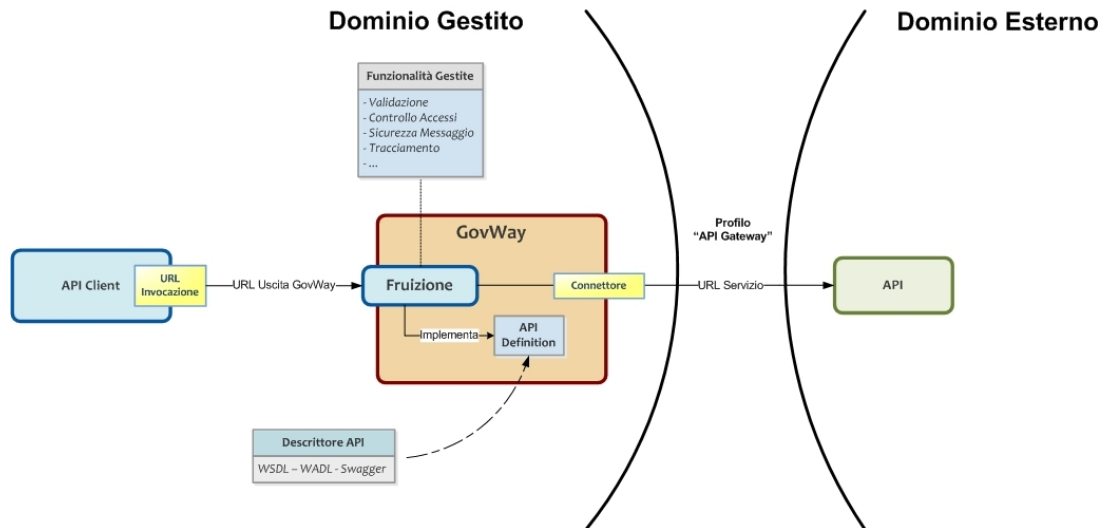 Dominio Gestito
Dominio Esterno
Funzionalità Gestite
- Validazione
- Controllo Accessi
- Sicurezza Messaggio
- Tracciamento
- ...
GovWay
Profilo
“API Gateway”
API Client
URL
Invocazione
URL Uscita GovWay
Fruizione
Connettore
URL Servizio
API
Implementa
API
Definition
Descrittore API
WSDL – WADL - Swagger